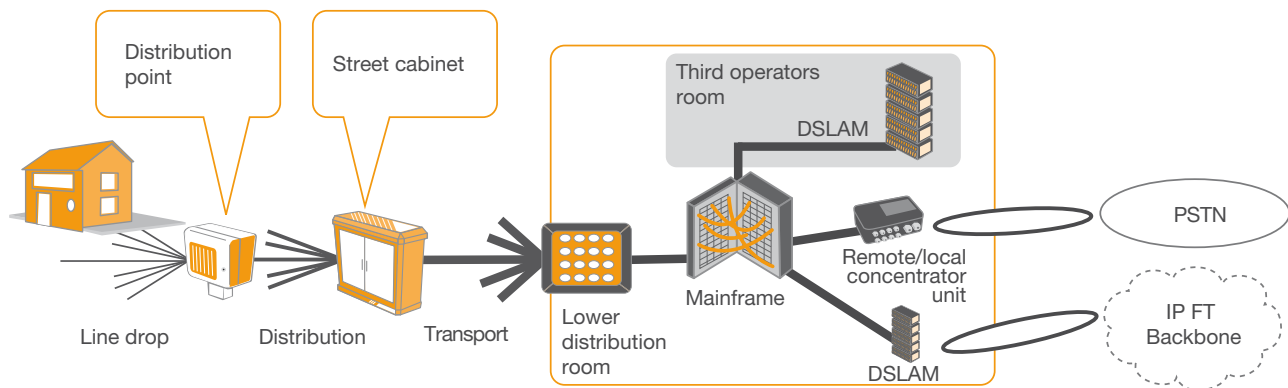 Distribution
point
Street cabinet
Third operators
room
DSLAM
PSTN
Remote/local
concentrator
unit
Mainframe
IP FT
Backbone
Line drop
Distribution
Transport
Lower
distribution
room
DSLAM